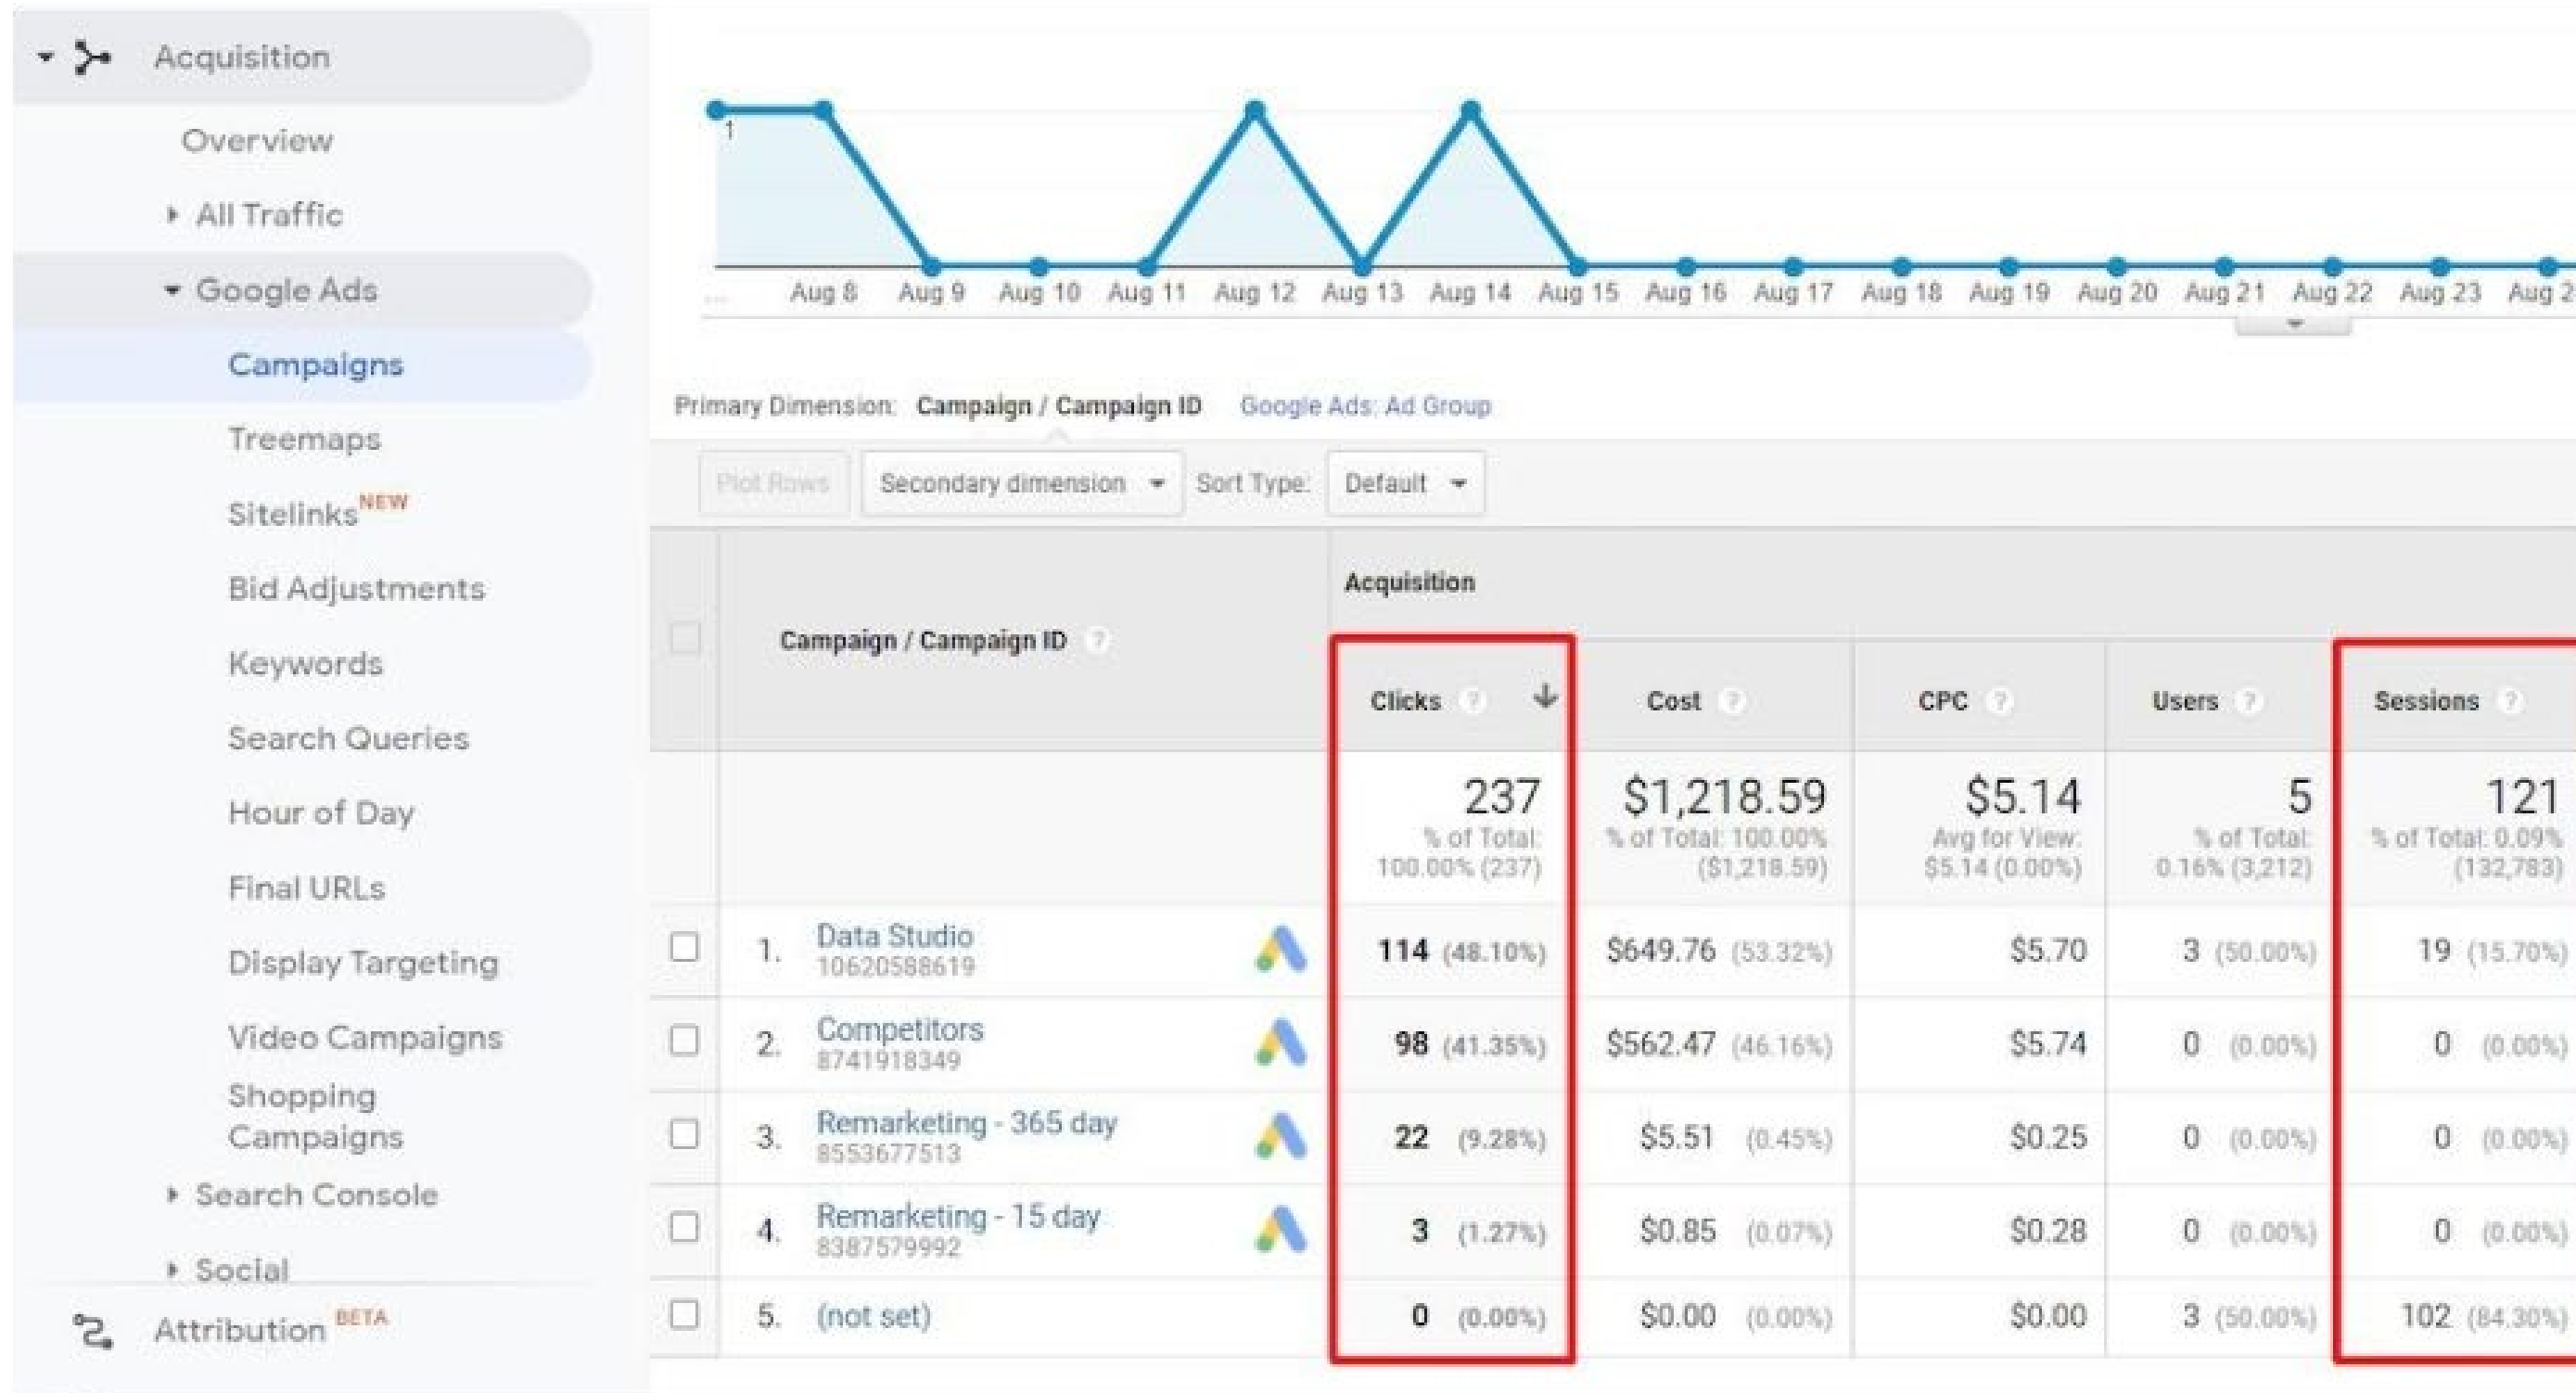 Acquisition
Overview
All Traffic
Google Ads
Campaigns
Treemaps
Sitelinks NEW
Bid Adjustments
Keywords
Search Queries
Hour of Day
Final URLs
Display Targeting
Video Campaigns
Shopping
Campaigns
Search Console
Social
Attribution BETA
1
... Aug 8 Aug 9 Aug 10 Aug 11 Aug 12 Aug 13 Aug 14 Aug 15 Aug 16 Aug 17 Aug 18 Aug 19 Aug 20 Aug 21 Aug 22 Aug 23 Aug 2
Primary Dimension: Campaign / Campaign ID Google Ads: Ad Group
Plot Rows Secondary dimension Sort Type: Default
Acquisition
Campaign / Campaign ID ?
Clicks ? Cost ? CPC ? Users ? Sessions ?
237 $1,218.59 $5.14 5 121
% of Total: % of Total: 100.00% Avg for View: % of Total: % of Total: 0.09%
100.00% (237) ($1,218.59) $5.14 (0.00%) 0.16% (3,212) (132,783)
1. Data Studio 114 (48.10%) $649.76 (53.32%) $5.70 3 (50.00%) 19 (15.70%)
10620588619
2. Competitors 98 (41.35%) $562.47 (46.16%) $5.74 0 (0.00%) 0 (0.00%)
8741918349
3. Remarketing - 365 day 22 (9.28%) $5.51 (0.45%) $0.25 0 (0.00%) 0 (0.00%)
8553677513
4. Remarketing - 15 day 3 (1.27%) $0.85 (0.07%) $0.28 0 (0.00%) 0 (0.00%)
8387579992
5. (not set) 0 (0.00%) $0.00 (0.00%) $0.00 3 (50.00%) 102 (84.30%)